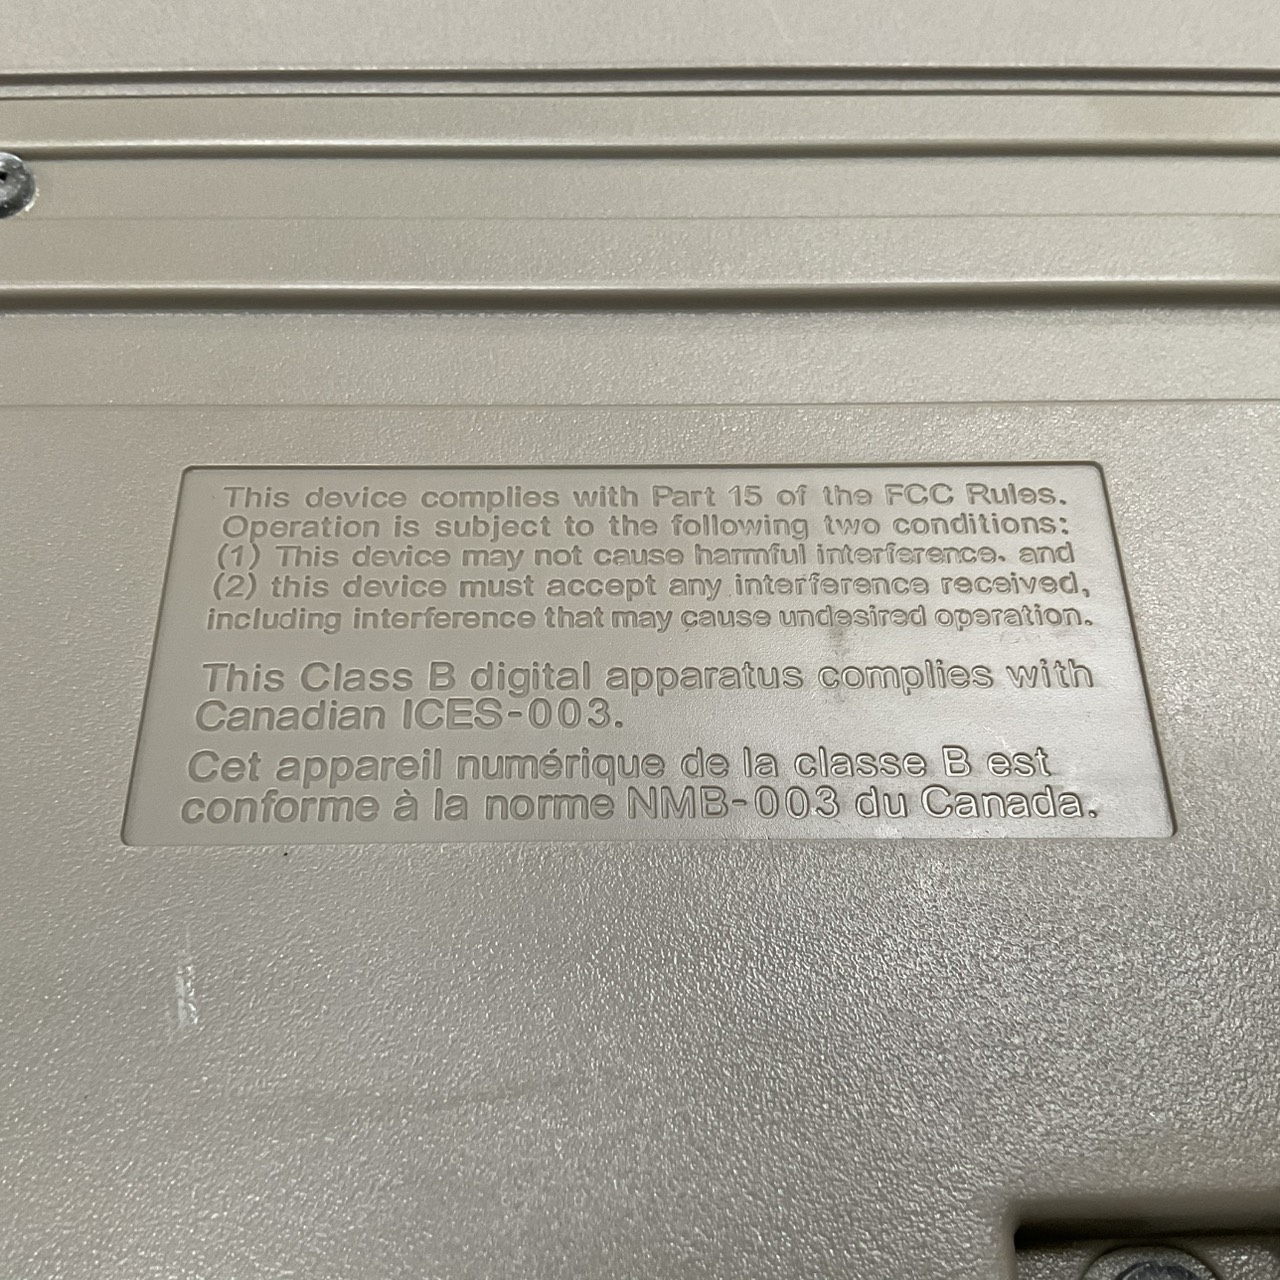 This device complies with Part 15 of the FCC Rules.
Operation is subject to the following two conditions:
(1) This device may not cause harmful interference. and
(2) this device must accept any interference received,
including interference that may cause undesired operation.
This Class B digital apparatus complies with
Canadian ICES-003.
Cet appareil numérique de la classe B est
conforme à la norme NMB-003 du Canada.